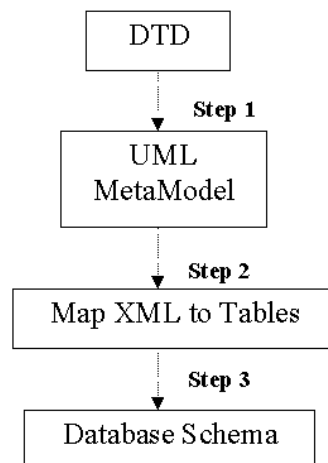 DTD
Step 1
UML
MetaModel
Step 2
Map XML to Tables
Step 3
Database Schema